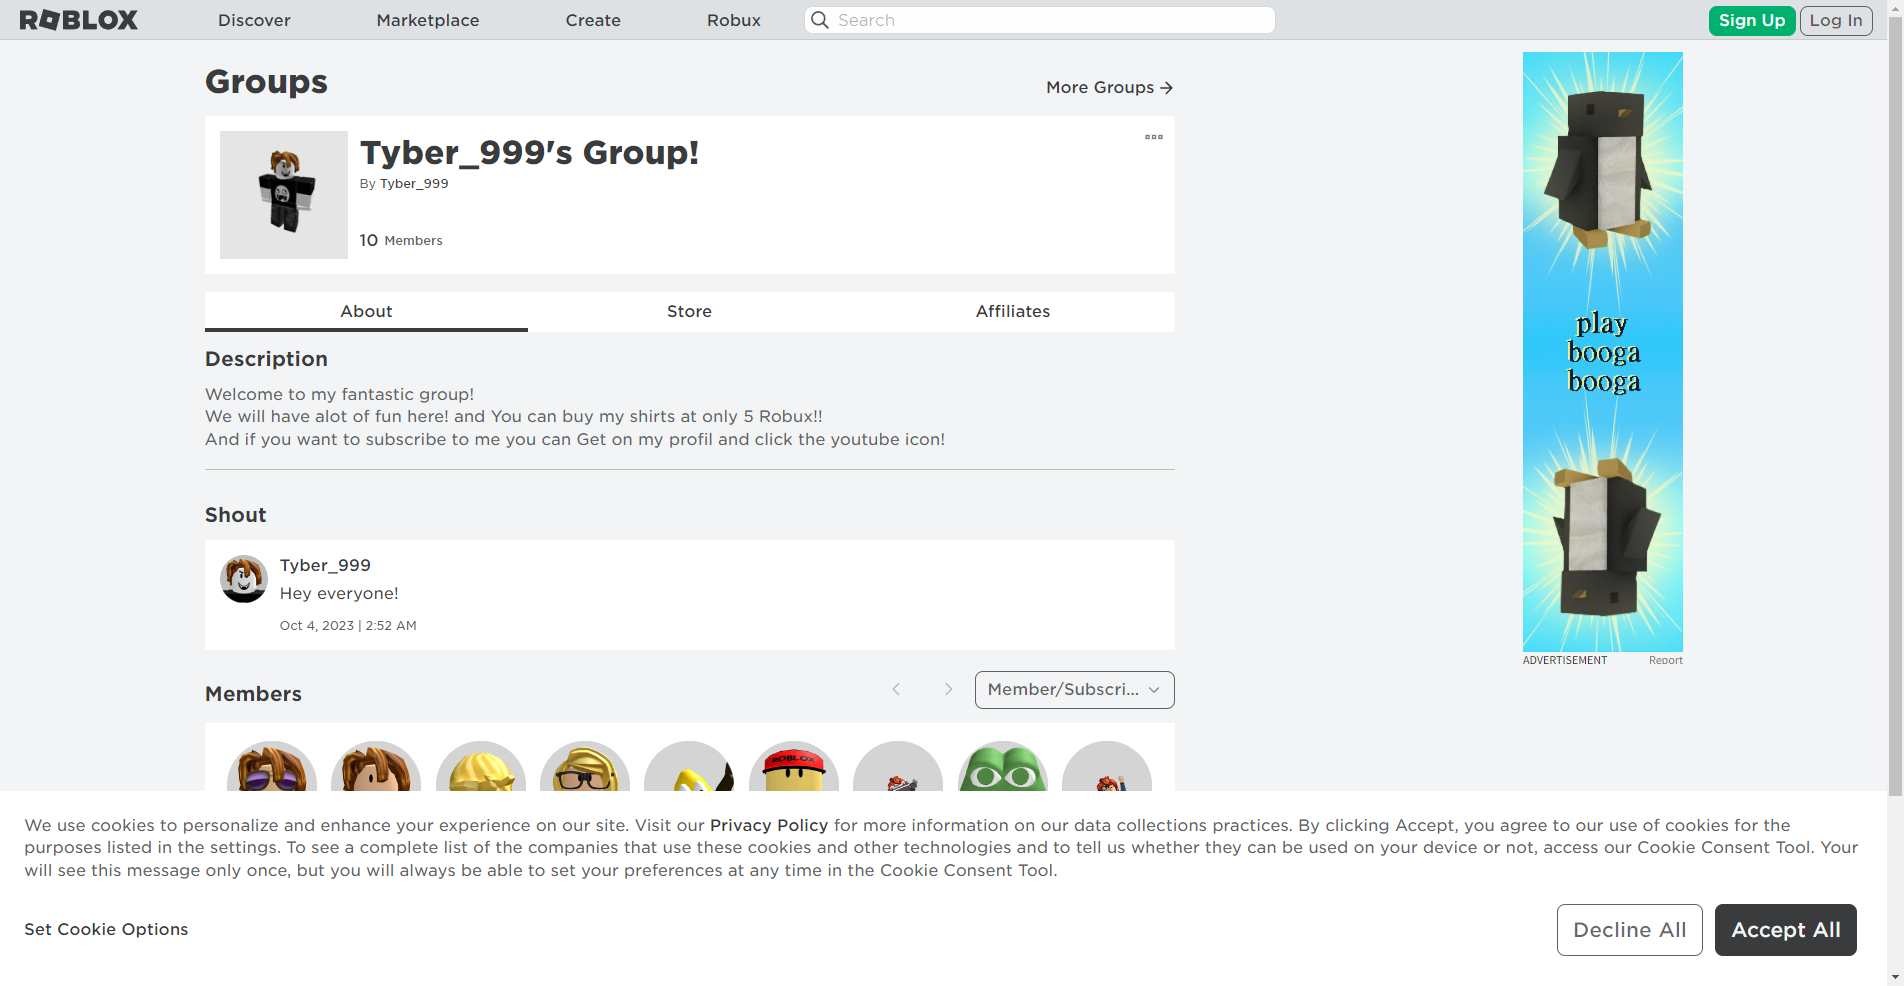 ROBLOX
Discover
Marketplace
Create
Robux
Search
Sign Up
Log In
Groups
More Groups
Tyber_999's Group!
By Tyber_999
10 Members
About
Store
Affiliates
Description
Welcome to my fantastic group!
We will have alot of fun here! and You can buy my shirts at only 5 Robux!!
And if you want to subscribe to me you can Get on my profil and click the youtube icon!
Shout
Tyber_999
Hey everyone!
Oct 4, 2023 | 2:52 AM
Members
Member/Subscri...
ROBLOX
play
booga
booga
ADVERTISEMENT
Report
We use cookies to personalize and enhance your experience on our site. Visit our Privacy Policy for more information on our data collections practices. By clicking Accept, you agree to our use of cookies for the
purposes listed in the settings. To see a complete list of the companies that use these cookies and other technologies and to tell us whether they can be used on your device or not, access our Cookie Consent Tool. Your
will see this message only once, but you will always be able to set your preferences at any time in the Cookie Consent Tool.
Set Cookie Options
Decline All
Accept All